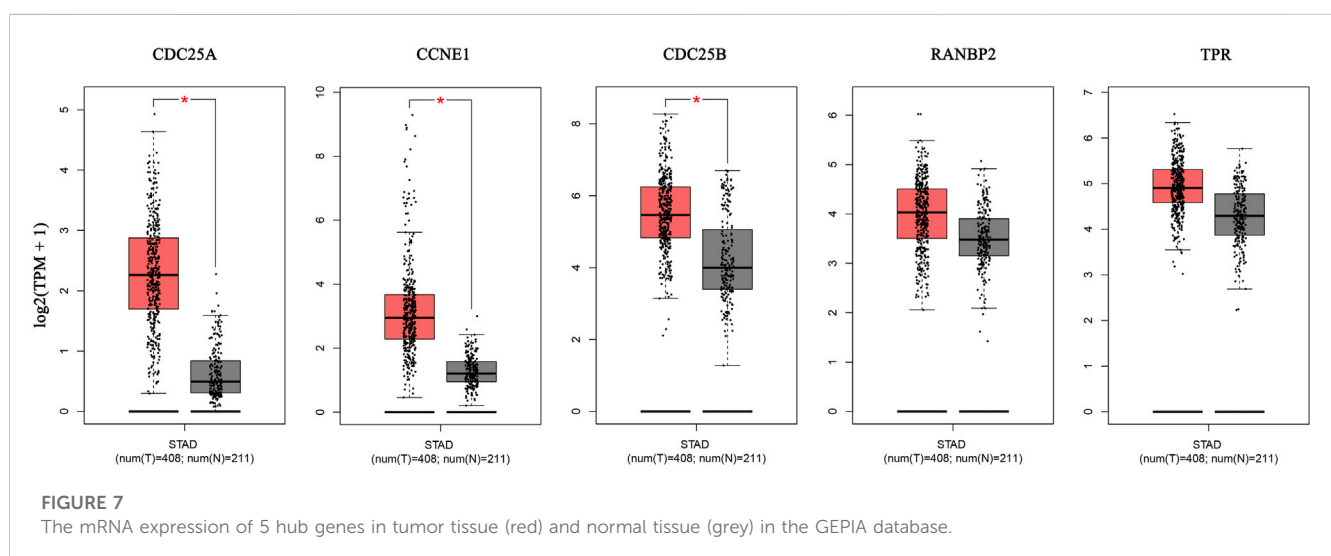 CDC25A
CCNE1
CDC25B
RANBP2
TPR
log2(TPM + 1)
0
1
2
3
4
5
*
STAD
(num(T)=408; num(N)=211)
0
2
4
6
8
10
*
STAD
(num(T)=408; num(N)=211)
0
2
4
6
8
*
STAD
(num(T)=408; num(N)=211)
0
1
2
3
4
5
6
STAD
(num(T)=408; num(N)=211)
0
1
2
3
4
5
6
7
STAD
(num(T)=408; num(N)=211)
FIGURE 7
The mRNA expression of 5 hub genes in tumor tissue (red) and normal tissue (grey) in the GEPIA database.